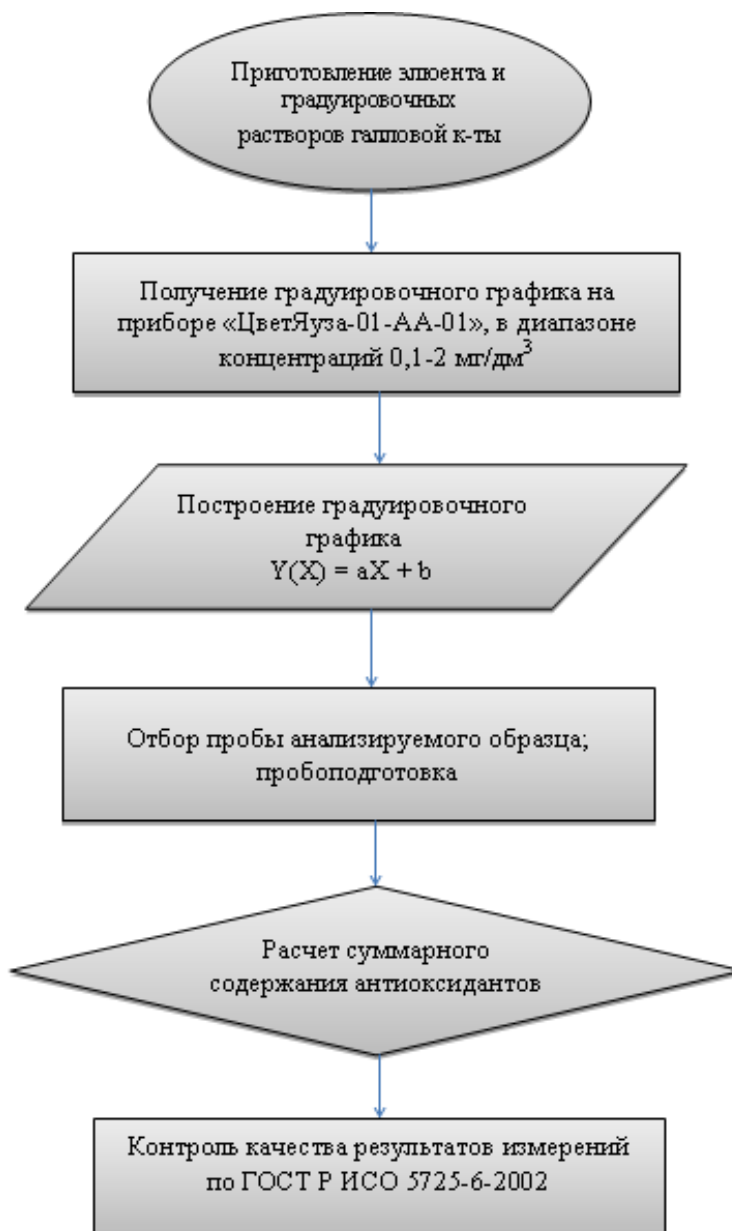 Приготовление элюента и
градуировочных
растворов галловой к-ты
Получение градуировочного графика на
приборе «ЦветЯуза-01-АА-01», в диапазоне
концентраций 0,1-2 мг/дм³
Построение градуировочного
графика
Y(X) = aX + b
Отбор пробы анализируемого образца;
пробоподготовка
Расчет суммарного
содержания антиоксидантов
Контроль качества результатов измерений
по ГОСТ Р ИСО 5725-6-2002